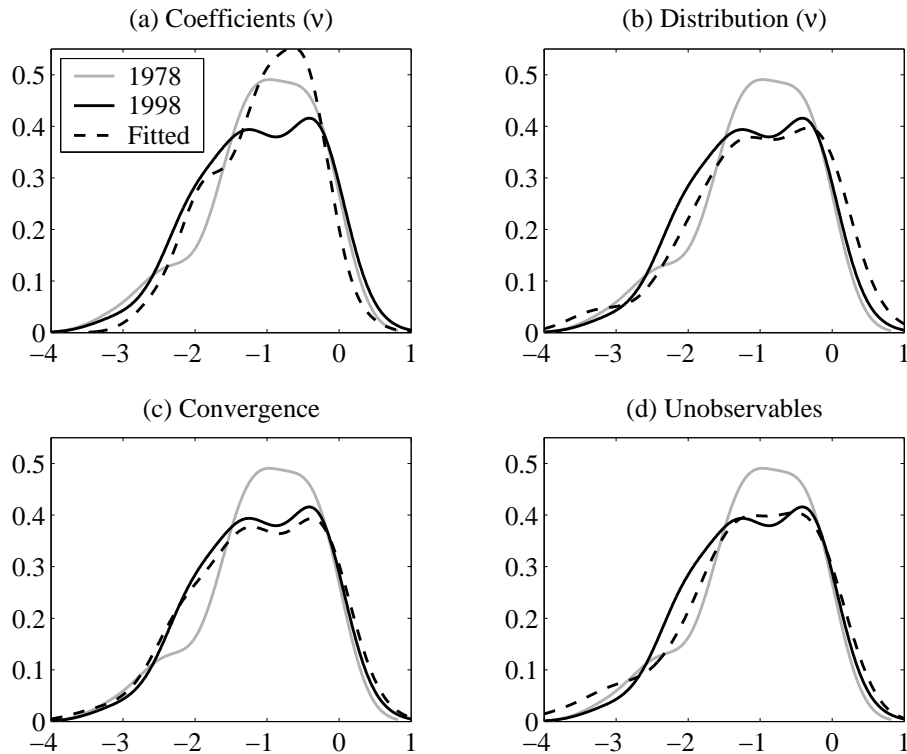 (a) Coefficients (ν)
0.5
0.4
0.3
0.2
0.1
0
−4 −3 −2 −1 0 1
1978
1998
Fitted
(b) Distribution (ν)
0.5
0.4
0.3
0.2
0.1
0
−4 −3 −2 −1 0 1
(c) Convergence
0.5
0.4
0.3
0.2
0.1
0
−4 −3 −2 −1 0 1
(d) Unobservables
0.5
0.4
0.3
0.2
0.1
0
−4 −3 −2 −1 0 1